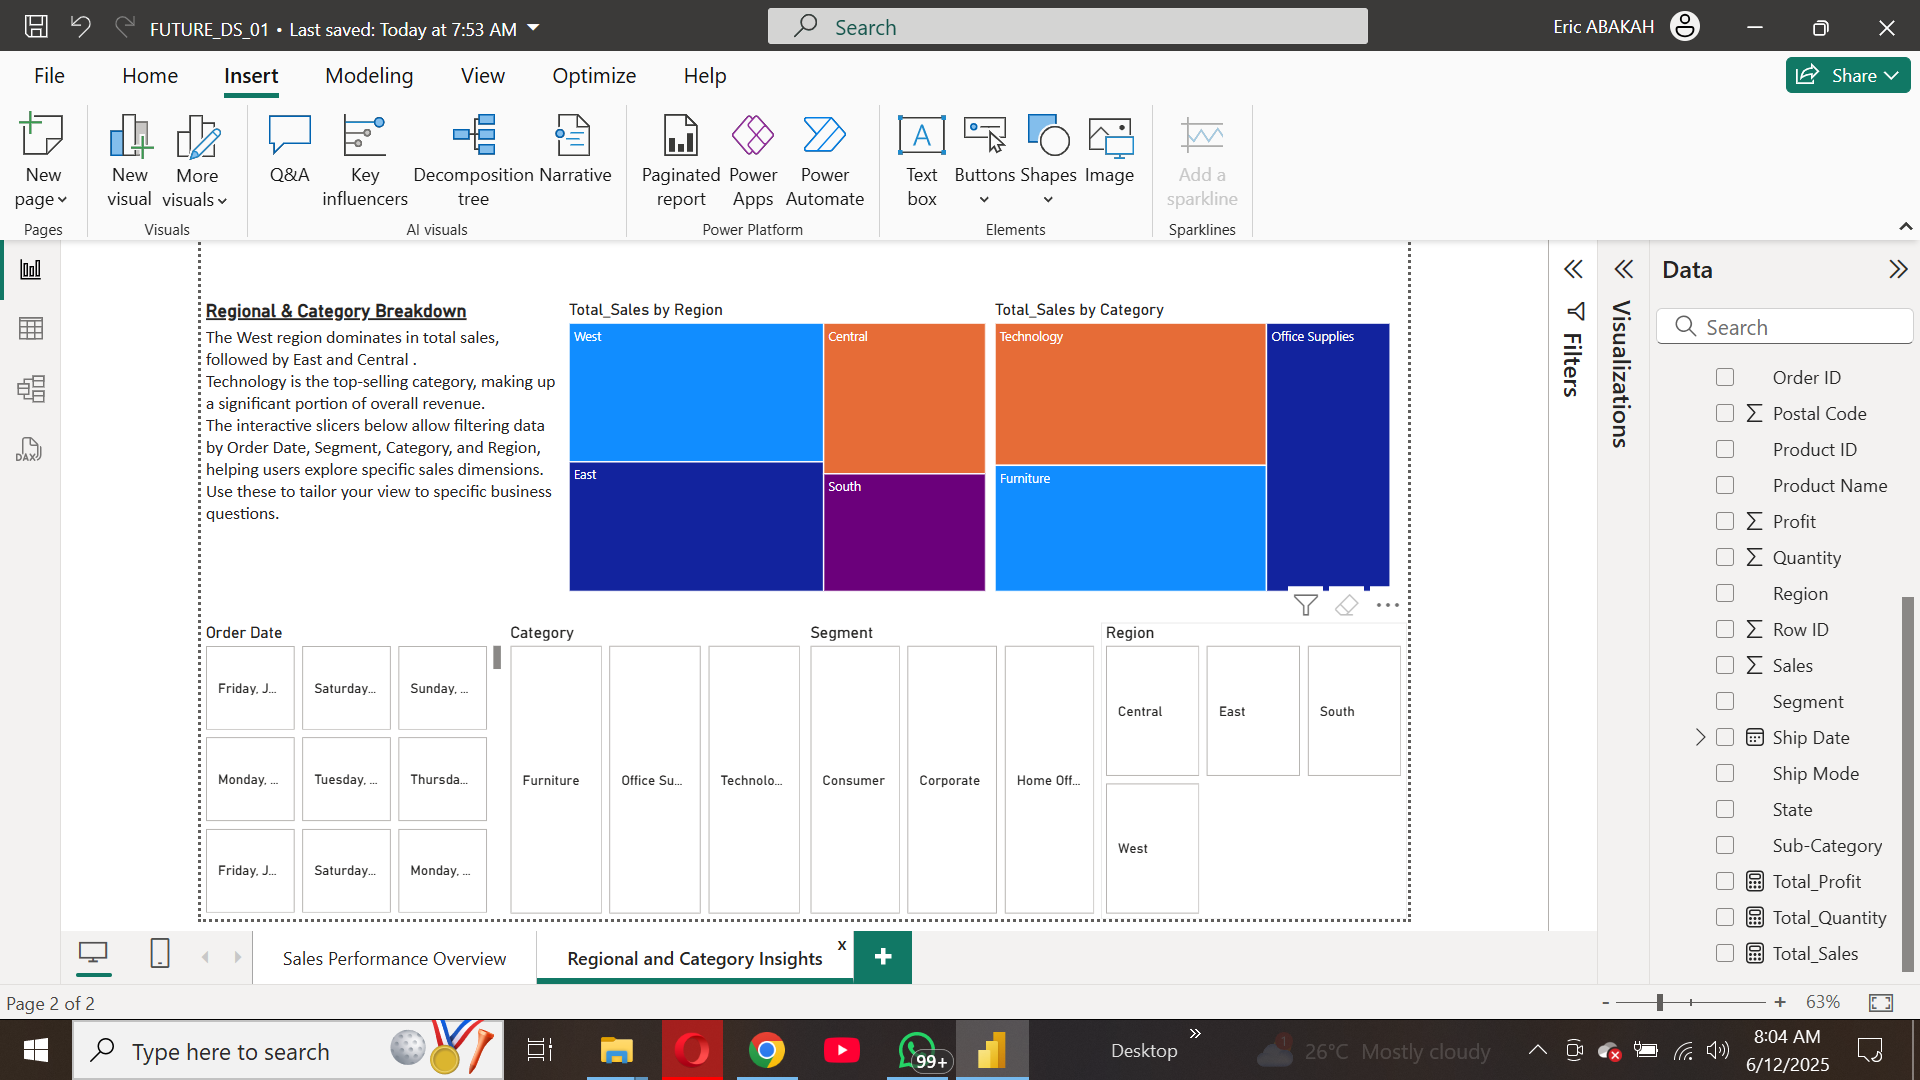 FUTURE_DS_01 • Last saved: Today at 7:53 AM
Search
Eric ABAKAH
File
Home
Insert
Modeling
View
Optimize
Help
Share
New page
New visual
More visuals
Q&A
Key influencers
Decomposition tree
Narrative
Paginated report
Power Apps
Power Automate
Text box
Buttons
Shapes
Image
Add a sparkline
Pages
Visuals
AI visuals
Power Platform
Elements
Sparklines
DAX
Regional & Category Breakdown
The West region dominates in total sales,
followed by East and Central .
Technology is the top-selling category, making up
a significant portion of overall revenue.
The interactive slicers below allow filtering data
by Order Date, Segment, Category, and Region,
helping users explore specific sales dimensions.
Use these to tailor your view to specific business
questions.
Total_Sales by Region
West
Central
East
South
Total_Sales by Category
Technology
Office Supplies
Furniture
Order Date
Friday, J...
Saturday...
Sunday, ...
Monday, ...
Tuesday, ...
Thursda...
Friday, J...
Saturday...
Monday, ...
Category
Furniture
Office Su...
Technolo...
Segment
Consumer
Corporate
Home Off...
Region
Central
East
South
West
Filters
Visualizations
Data
Search
Order ID
Postal Code
Product ID
Product Name
Profit
Quantity
Region
Row ID
Sales
Segment
Ship Date
Ship Mode
State
Sub-Category
Total_Profit
Total_Quantity
Total_Sales
Sales Performance Overview
Regional and Category Insights
x
+
Page 2 of 2
- + 63%
Type here to search
99+
Desktop
1
26°C Mostly cloudy
8:04 AM
6/12/2025